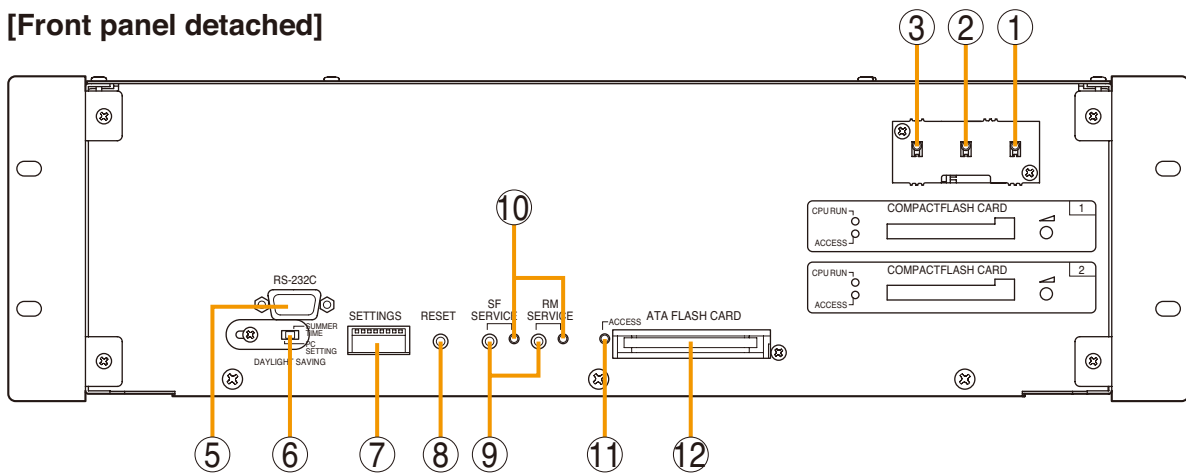 [Front panel detached]
③ ② ①
CPU RUN
COMPACTFLASH CARD
1
ACCESS
CPU RUN
COMPACTFLASH CARD
2
ACCESS
⑩
RS-232C
SUMMER
TIME
PC
SETTING
DAYLIGHT SAVING
SETTINGS
RESET
SF
SERVICE
RM
SERVICE
ACCESS
ATA FLASH CARD
⑤ ⑥ ⑦ ⑧ ⑨ ⑪ ⑫